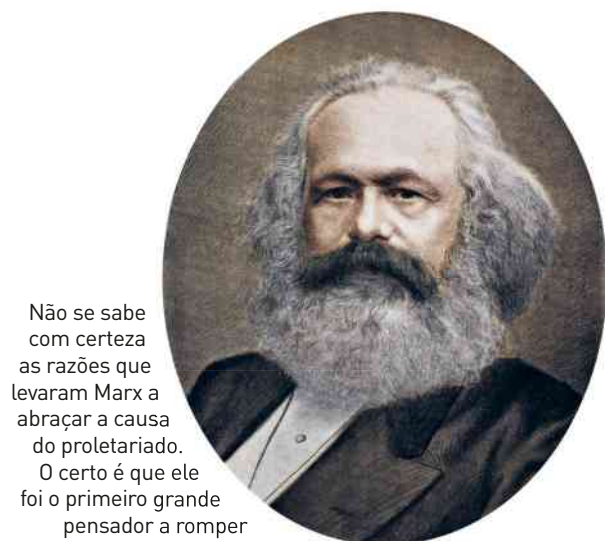 Não se sabe
com certeza
as razões que
levaram Marx a
abraçar a causa
do proletariado.
O certo é que ele
foi o primeiro grande
pensador a romper